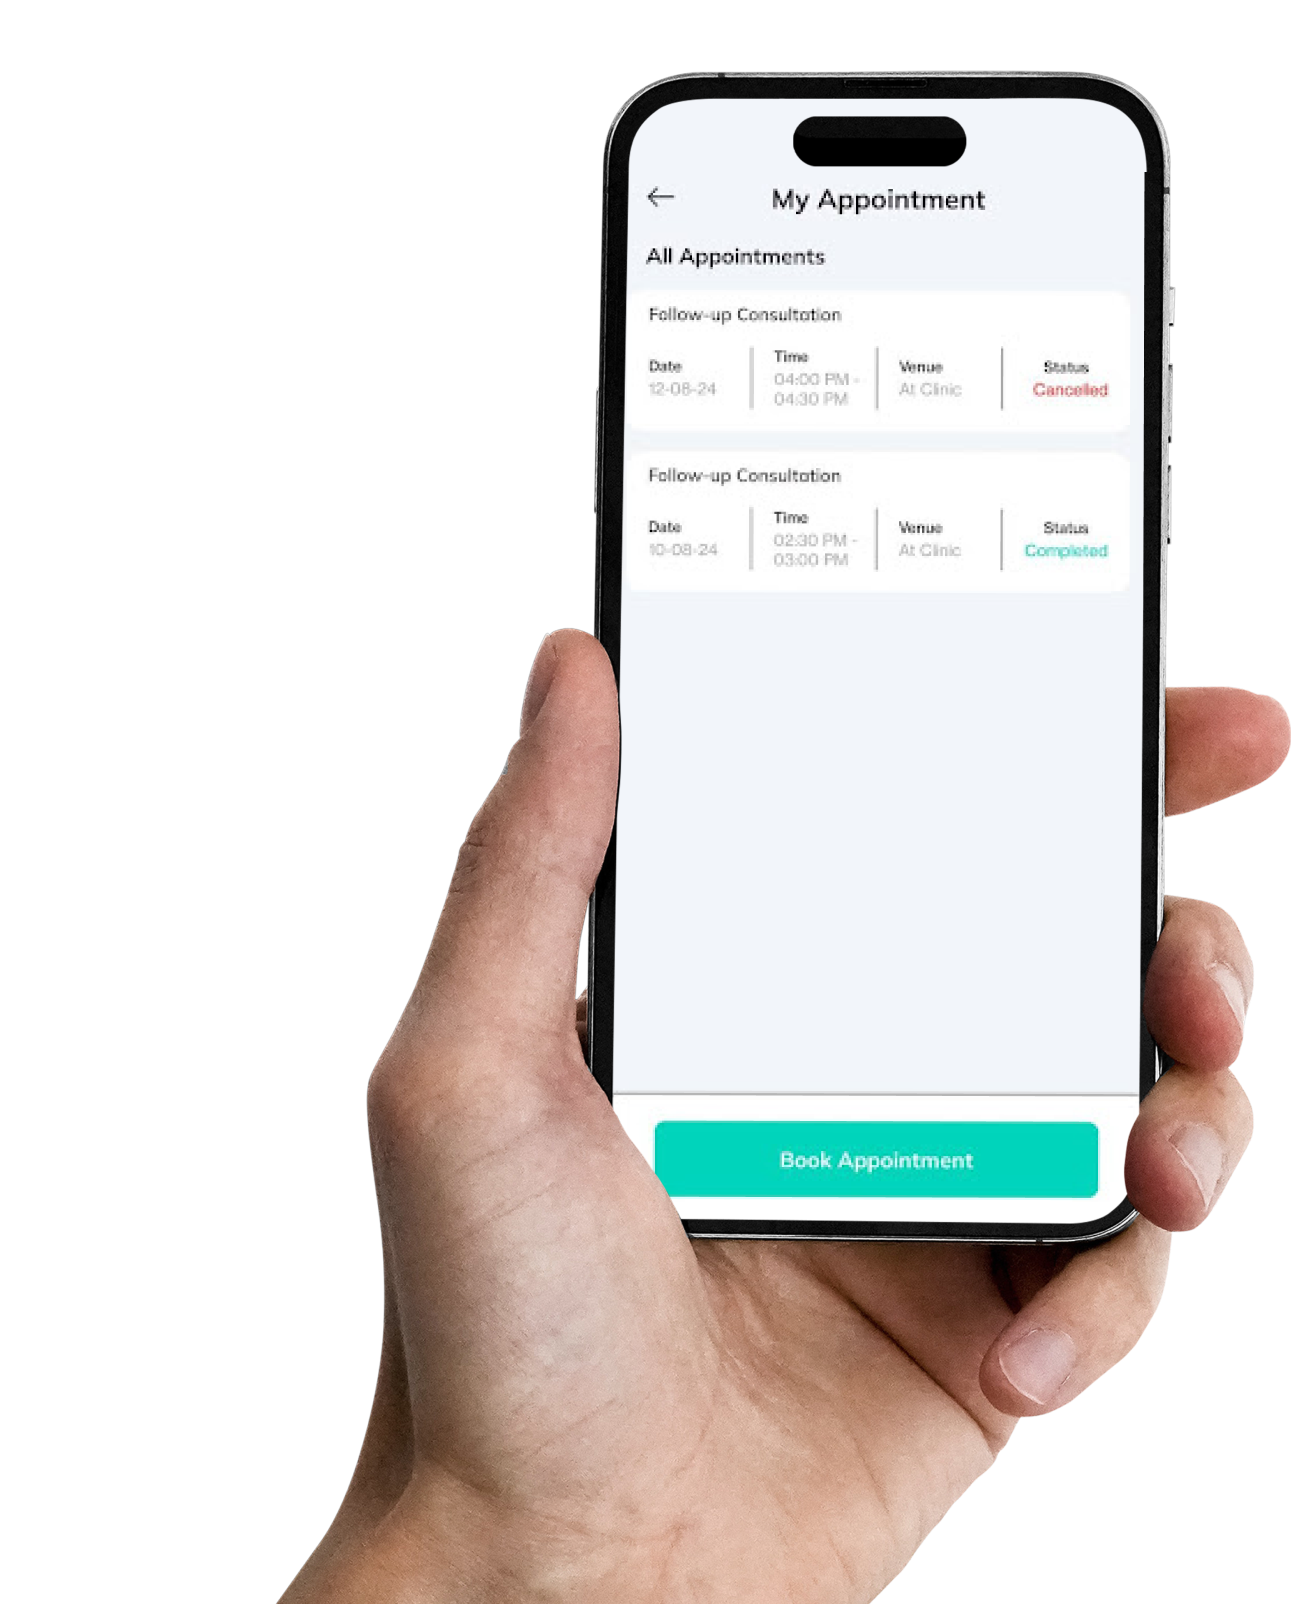 My Appointment
All Appointments
Follow-up Consultation
Date
12-08-24
Time
04:00 PM -
04:30 PM
Venue
At Clinic
Status
Cancelled
Follow-up Consultation
Date
10-08-24
Time
02:30 PM -
03:00 PM
Venue
At Clinic
Status
Completed
Book Appointment